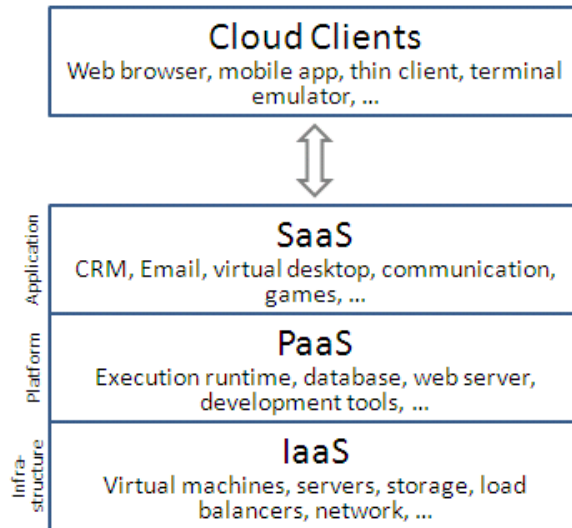 Cloud Clients
Web browser, mobile app, thin client, terminal
emulator, ...
Application
SaaS
CRM, Email, virtual desktop, communication,
games, ...
Platform
PaaS
Execution runtime, database, web server,
development tools, ...
Infra-
structure
IaaS
Virtual machines, servers, storage, load
balancers, network, ...